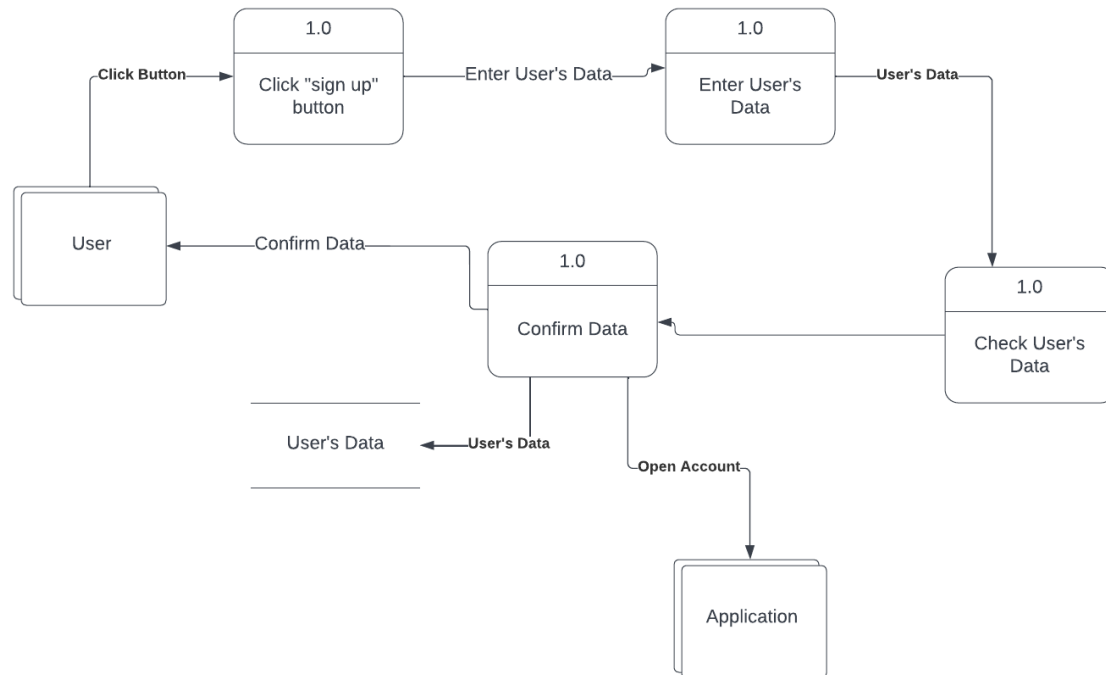 1.0
Click "sign up"
button
Click Button
Enter User's Data
1.0
Enter User's
Data
User's Data
User
Confirm Data
1.0
Confirm Data
1.0
Check User's
Data
User's Data
User's Data
Open Account
Application